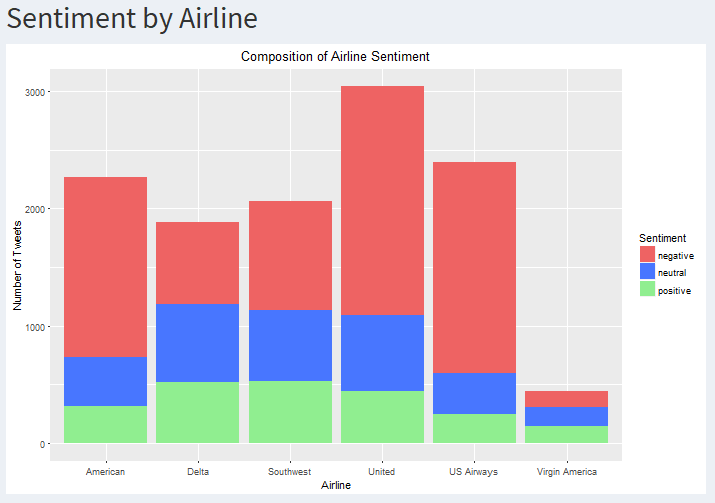 Sentiment by Airline
Composition of Airline Sentiment
Number of Tweets
3000
2000
1000
0
American Delta Southwest United US Airways Virgin America
Airline
Sentiment
negative
neutral
positive